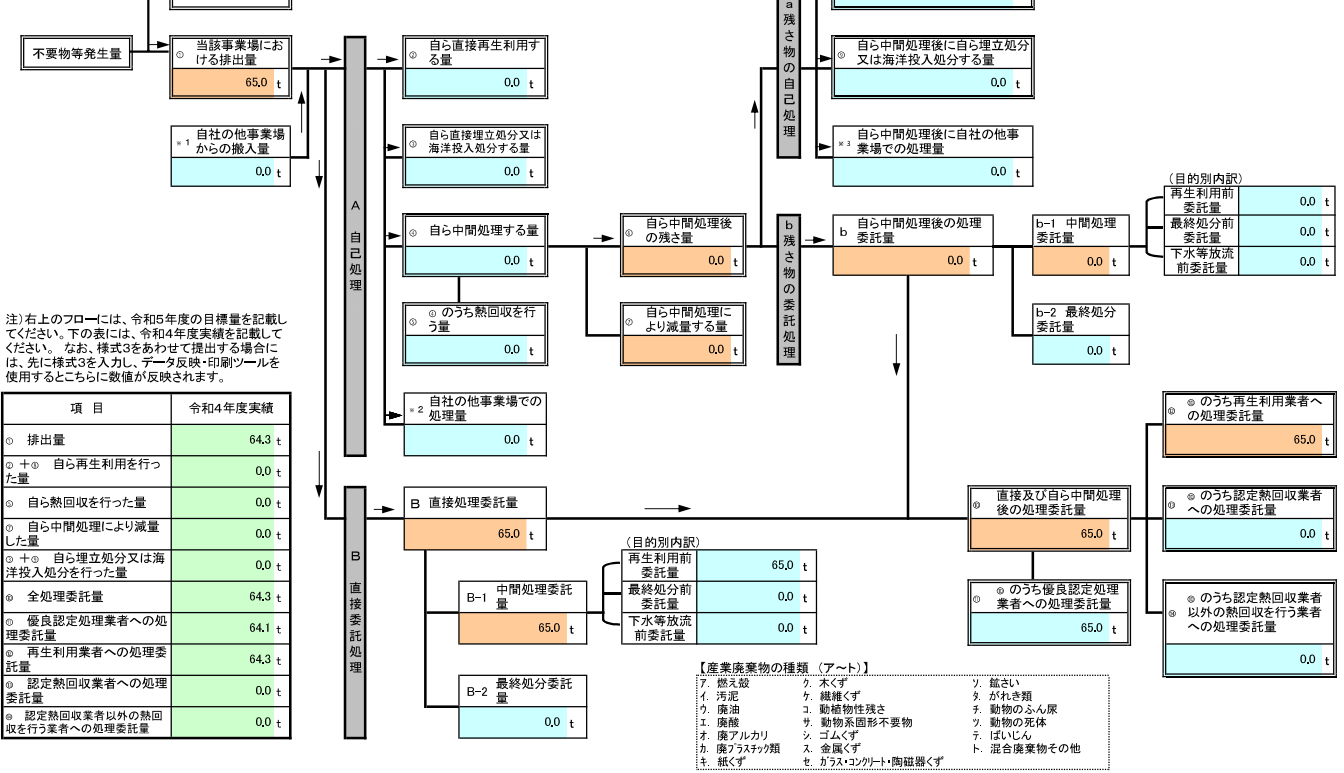 不要物等発生量
① 当該事業場にお
ける排出量
65.0 t
※1 自社の他事業場
からの搬入量
0.0 t
A 自己処理
② 自ら直接再生利用す
る量
0.0 t
③ 自ら直接埋立処分又は
海洋投入処分する量
0.0 t
④ 自ら中間処理する量
0.0 t
⑤ ④のうち熱回収を行
う量
0.0 t
※2 自社の他事業場での
処理量
0.0 t
⑥ 自ら中間処理後
の残さ量
0.0 t
⑦ 自ら中間処理に
より減量する量
0.0 t
a 残さ物の自己処理
⑨ 自ら中間処理後に自ら埋立処分
又は海洋投入処分する量
0.0 t
※3 自ら中間処理後に自社の他事
業場での処理量
0.0 t
b 残さ物の委託処理
b 自ら中間処理後の処理
委託量
0.0 t
b-1 中間処理
委託量
0.0 t
b-2 最終処分
委託量
0.0 t
(目的別内訳)
再生利用前
委託量
0.0 t
最終処分前
委託量
0.0 t
下水等放流
前委託量
0.0 t
注)右上のフローには、令和5年度の目標量を記載し
てください。下の表には、令和4年度実績を記載して
ください。 なお、様式3をあわせて提出する場合に
は、先に様式3を入力し、データ反映・印刷ツールを
使用するとこちらに数値が反映されます。
項 目 令和4年度実績
① 排出量 64.3 t
②+⑧ 自ら再生利用を行っ
た量 0.0 t
⑤ 自ら熱回収を行った量 0.0 t
⑦ 自ら中間処理により減量
した量 0.0 t
③+⑨ 自ら埋立処分又は海
洋投入処分を行った量 0.0 t
⑩ 全処理委託量 64.3 t
⑪ 優良認定処理業者への処
理委託量 64.1 t
⑫ 再生利用業者への処理委
託量 64.3 t
⑬ 認定熱回収業者への処理
委託量 0.0 t
⑭ 認定熱回収業者以外の熱回
収を行う業者への処理委託量 0.0 t
B 直接委託処理
B 直接処理委託量
65.0 t
B-1 中間処理委託
量
65.0 t
B-2 最終処分委託
量
0.0 t
(目的別内訳)
再生利用前
委託量
65.0 t
最終処分前
委託量
0.0 t
下水等放流
前委託量
0.0 t
⑩ 直接及び自ら中間処理
後の処理委託量
65.0 t
⑪ ⑩のうち優良認定処理
業者への処理委託量
65.0 t
⑫ ⑩のうち再生利用業者へ
の処理委託量
65.0 t
⑬ ⑩のうち認定熱回収業者
への処理委託量
0.0 t
⑭ ⑩のうち認定熱回収業者
以外の熱回収を行う業者
への処理委託量
0.0 t
【産業廃棄物の種類 (ア～ト)】
ア. 燃え殻
イ. 汚泥
ウ. 廃油
エ. 廃酸
オ. 廃アルカリ
カ. 廃プラスチック類
キ. 紙くず
ク. 木くず
ケ. 繊維くず
コ. 動植物性残さ
サ. 動物系固形不要物
シ. ゴムくず
ス. 金属くず
セ. ガラス・コンクリート・陶磁器くず
ソ. 鉱さい
タ. がれき類
チ. 動物のふん尿
ツ. 動物の死体
テ. ばいじん
ト. 混合廃棄物その他